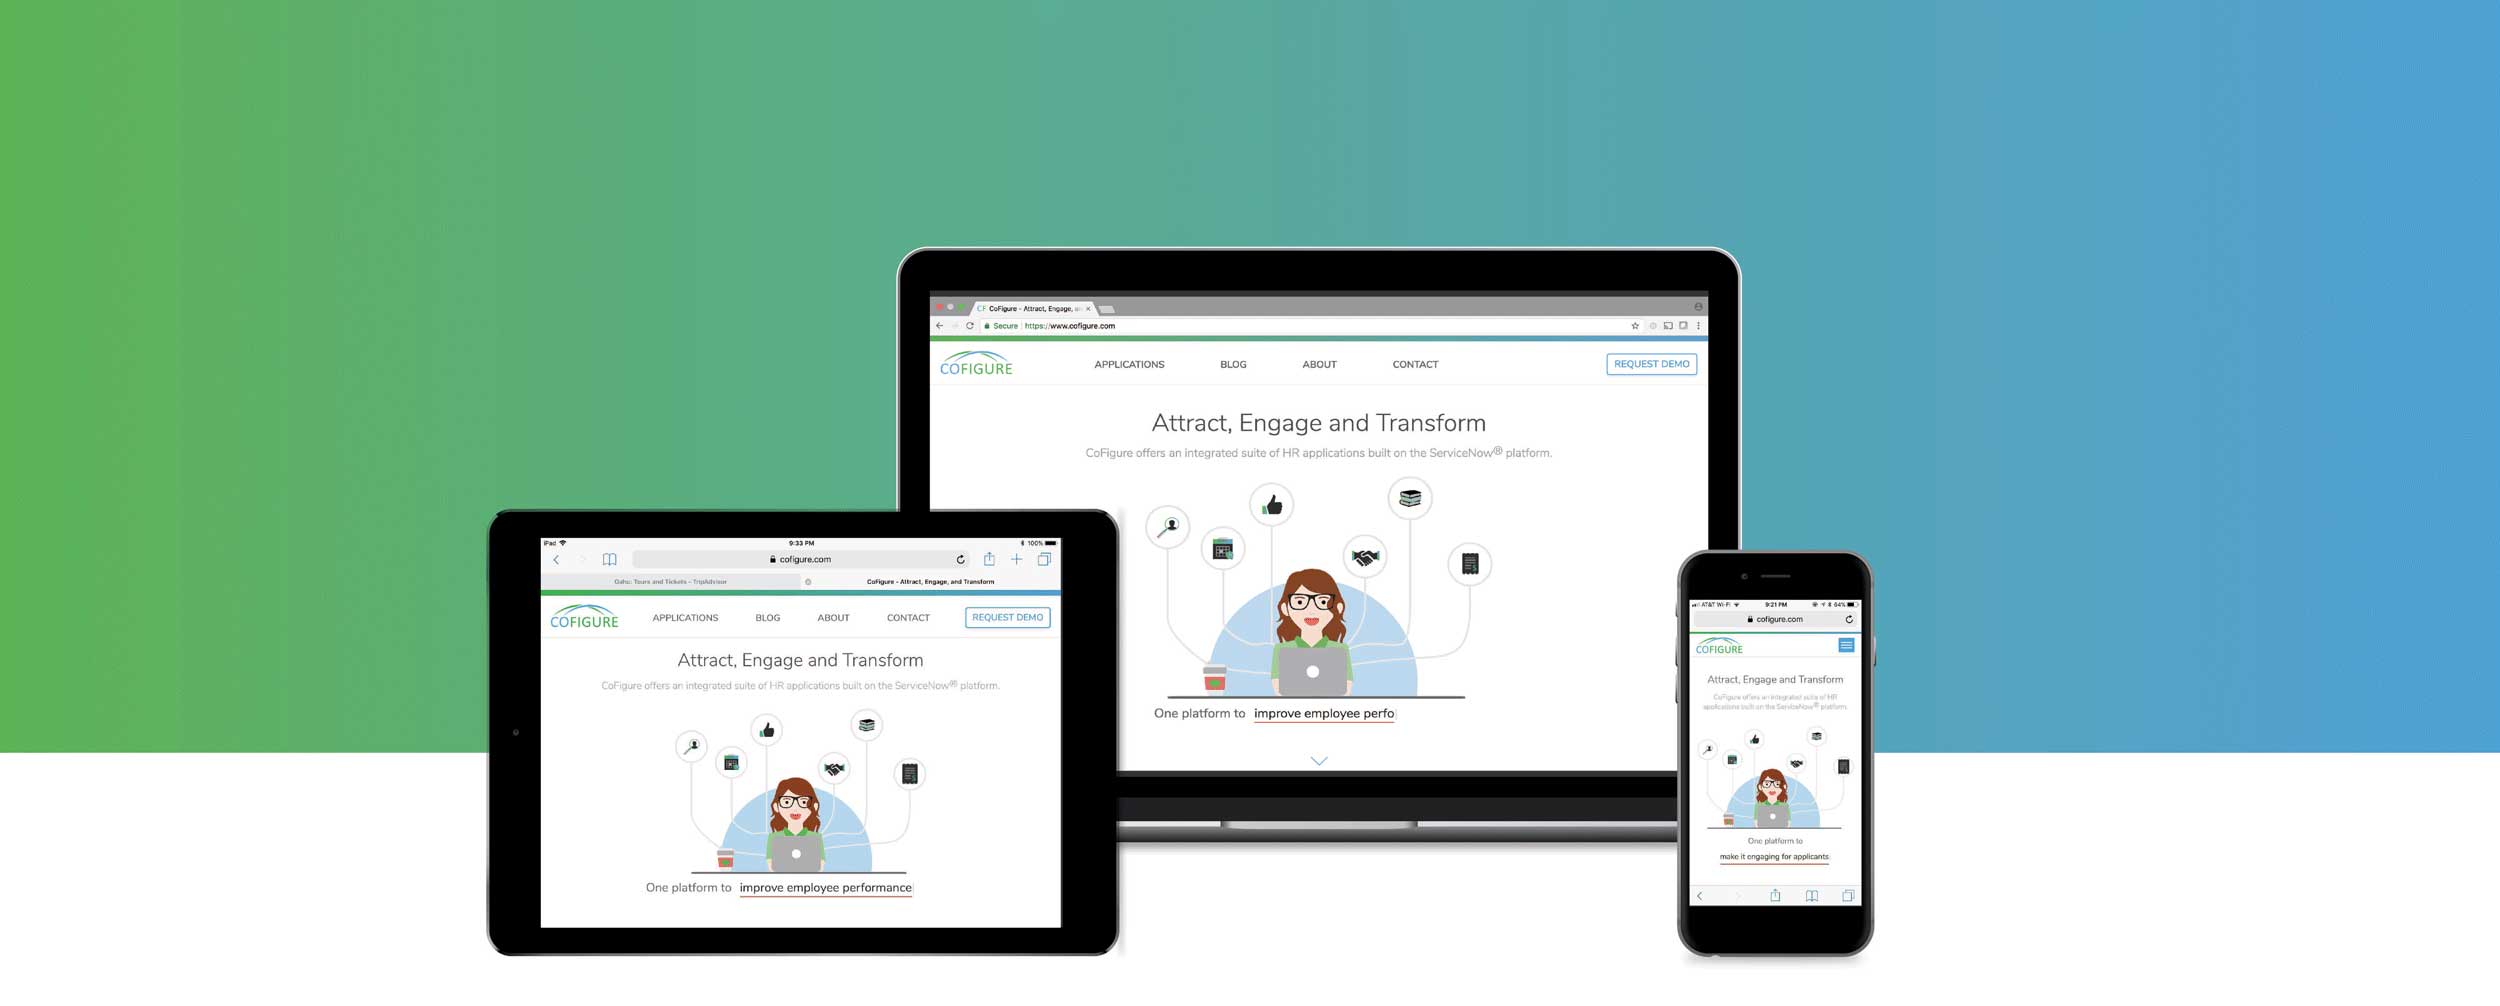 CF CoFigure - Attract, Engage, an
Secure https://www.cofigure.com
COFIGURE
APPLICATIONS
BLOG
ABOUT
CONTACT
REQUEST DEMO
Attract, Engage and Transform
CoFigure offers an integrated suite of HR applications built on the ServiceNow® platform.
One platform to improve employee perfo
iPad
9:33 PM
100%
cofigure.com
Oahu: Tours and Tickets - TripAdvisor
CoFigure - Attract, Engage, and Transform
COFIGURE
APPLICATIONS
BLOG
ABOUT
CONTACT
REQUEST DEMO
Attract, Engage and Transform
CoFigure offers an integrated suite of HR applications built on the ServiceNow® platform.
One platform to improve employee performance
AT&T Wi-Fi
9:21 PM
64%
cofigure.com
COFIGURE
Attract, Engage and Transform
CoFigure offers an integrated suite of HR
applications built on the ServiceNow® platform.
One platform to
make it engaging for applicants